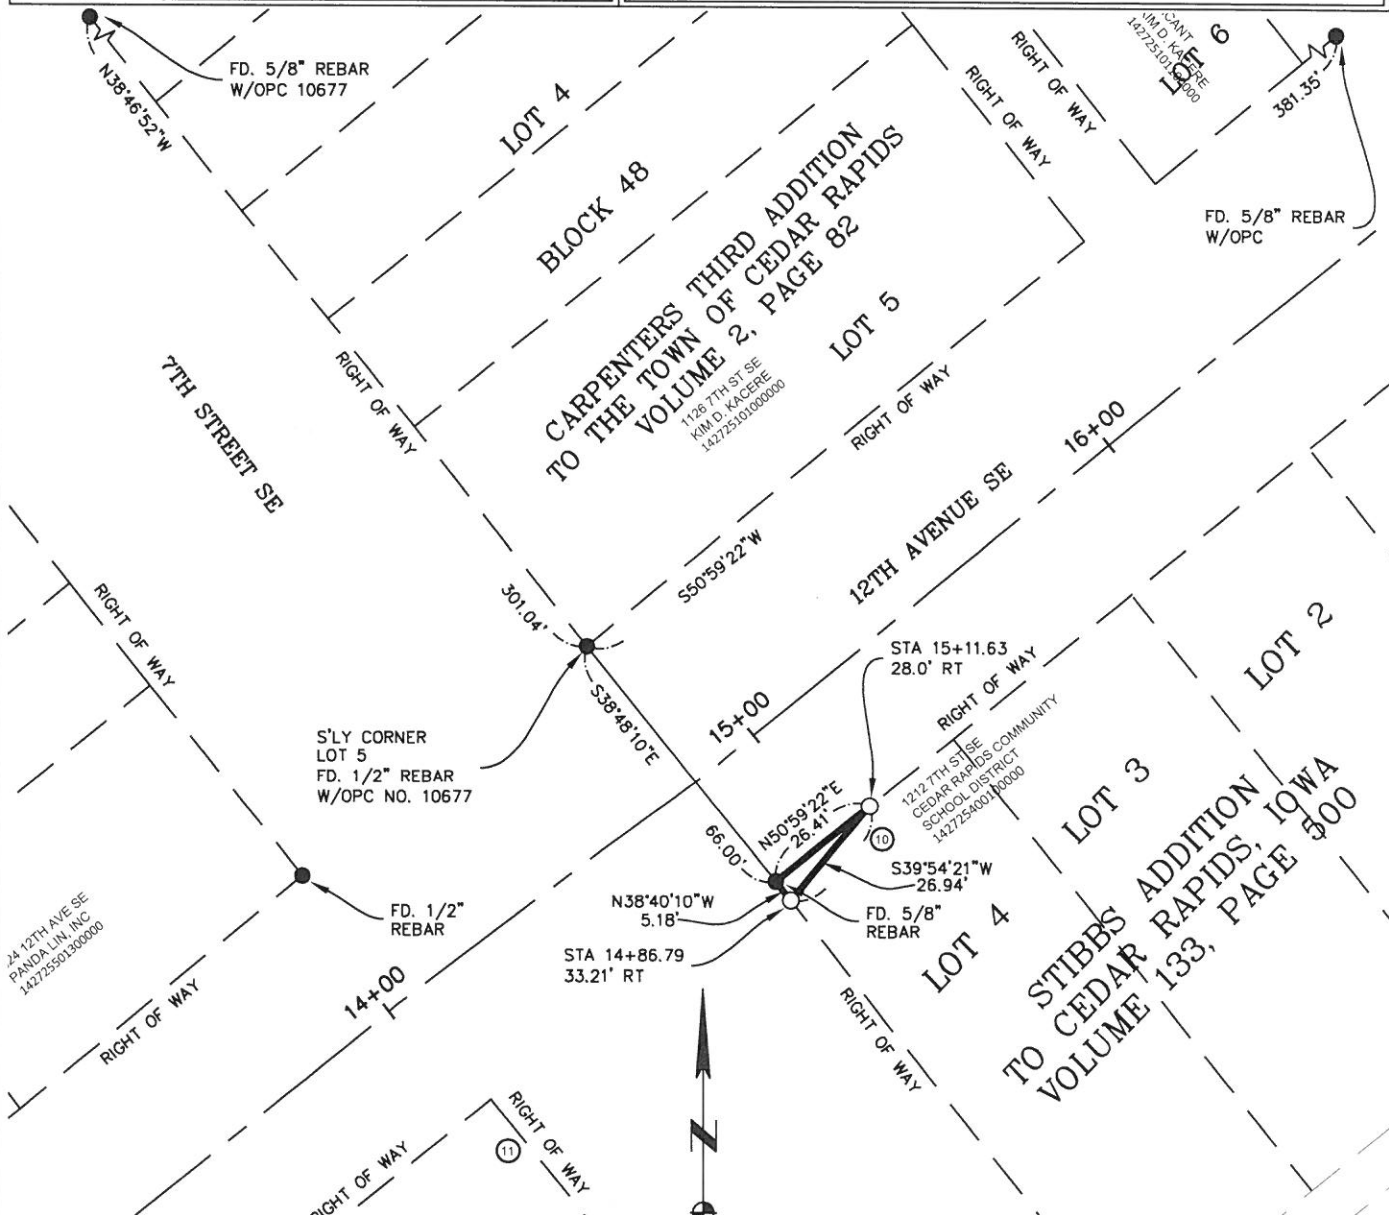 FD. 5/8" REBAR
W/OPC 10677
N38°46'52"W
LOT 4
BLOCK 48
RIGHT OF WAY
RIGHT OF WAY
KIM D. KACERE
LOT 6
381.35'
FD. 5/8" REBAR
W/OPC
CARPENTERS THIRD ADDITION
TO THE TOWN OF CEDAR RAPIDS
VOLUME 2, PAGE 82
1126 7TH ST SE
KIM D. KACERE
142725101000000
LOT 5
RIGHT OF WAY
7TH STREET SE
RIGHT OF WAY
16+00
12TH AVENUE SE
S50°59'22"W
301.04'
RIGHT OF WAY
S'LY CORNER
LOT 5
FD. 1/2" REBAR
W/OPC NO. 10677
S38°48'10"E
15+00
STA 15+11.63
28.0' RT
RIGHT OF WAY
LOT 2
1212 7TH ST SE
CEDAR RAPIDS COMMUNITY
SCHOOL DISTRICT
142725400100000
LOT 3
66.00'
N50°59'22"E
26.41'
10
S39°54'21"W
26.94'
N38°40'10"W
5.18'
FD. 5/8"
REBAR
STA 14+86.79
33.21' RT
LOT 4
STIBBS ADDITION
TO CEDAR RAPIDS, IOWA
VOLUME 133, PAGE 500
FD. 1/2"
REBAR
12TH AVE SE
PANDA LIN, INC
142725501300000
RIGHT OF WAY
14+00
RIGHT OF WAY
RIGHT OF WAY
11
RIGHT OF WAY
N